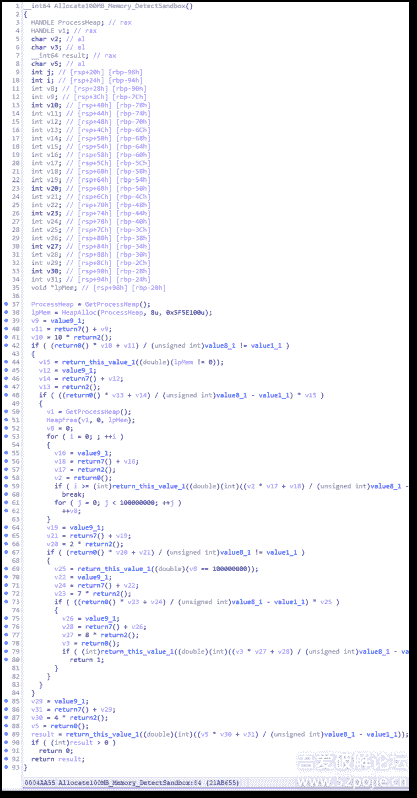 __int64 Allocate100MB_Memory_DetectSandbox()
{
HANDLE ProcessHeap; // rax
HANDLE v1; // rax
char v2; // al
char v3; // al
__int64 result; // rax
char v5; // al
int j; // [rsp+20h] [rbp-98h]
int i; // [rsp+24h] [rbp-94h]
int v8; // [rsp+28h] [rbp-90h]
int v9; // [rsp+3Ch] [rbp-7Ch]
int v10; // [rsp+40h] [rbp-78h]
int v11; // [rsp+44h] [rbp-74h]
int v12; // [rsp+48h] [rbp-70h]
int v13; // [rsp+4Ch] [rbp-6Ch]
int v14; // [rsp+50h] [rbp-68h]
int v15; // [rsp+54h] [rbp-64h]
int v16; // [rsp+58h] [rbp-60h]
int v17; // [rsp+5Ch] [rbp-5Ch]
int v18; // [rsp+60h] [rbp-58h]
int v19; // [rsp+64h] [rbp-54h]
int v20; // [rsp+68h] [rbp-50h]
int v21; // [rsp+6Ch] [rbp-4Ch]
int v22; // [rsp+70h] [rbp-48h]
int v23; // [rsp+74h] [rbp-44h]
int v24; // [rsp+78h] [rbp-40h]
int v25; // [rsp+7Ch] [rbp-3Ch]
int v26; // [rsp+80h] [rbp-38h]
int v27; // [rsp+84h] [rbp-34h]
int v28; // [rsp+88h] [rbp-30h]
int v29; // [rsp+8Ch] [rbp-2Ch]
int v30; // [rsp+90h] [rbp-28h]
int v31; // [rsp+94h] [rbp-24h]
void *lpMem; // [rsp+98h] [rbp-20h]
ProcessHeap = GetProcessHeap();
lpMem = HeapAlloc(ProcessHeap, 8u, 0x5F5E100u);
v9 = value9_1;
v11 = return7() + v9;
v10 = 10 * return2();
if ( (return0() * v10 + v11) / (unsigned int)value8_1 != value1_1 )
{
v15 = return_this_value_1((double)(lpMem != 0));
v12 = value9_1;
v14 = return7() + v12;
v13 = return2();
if ( ((return0() * v13 + v14) / (unsigned int)value8_1 - value1_1) * v15 )
{
v1 = GetProcessHeap();
HeapFree(v1, 0, lpMem);
v8 = 0;
for ( i = 0; ; ++i )
{
v16 = value9_1;
v18 = return7() + v16;
v17 = return2();
v2 = return0();
if ( i >= (int)return_this_value_1((double)(int)((v2 * v17 + v18) / (unsigned int)value8_1 -
break;
for ( j = 0; j < 100000000; ++j )
++v8;
}
v19 = value9_1;
v21 = return7() + v19;
v20 = 2 * return2();
if ( (return0() * v20 + v21) / (unsigned int)value8_1 != value1_1 )
{
v25 = return_this_value_1((double)(v8 == 100000000));
v22 = value9_1;
v24 = return7() + v22;
v23 = 7 * return2();
if ( ((return0() * v23 + v24) / (unsigned int)value8_1 - value1_1) * v25 )
{
v26 = value9_1;
v28 = return7() + v26;
v27 = 8 * return2();
v3 = return0();
if ( (int)return_this_value_1((double)(int)((v3 * v27 + v28) / (unsigned int)value8_1 - va
return 1;
}
}
}
}
v29 = value9_1;
v31 = return7() + v29;
v30 = 4 * return2();
v5 = return0();
result = return_this_value_1((double)(int)((v5 * v30 + v31) / (unsigned int)value8_1 - value1_1));
if ( (int)result > 0 )
return 0;
return result;
}
0004AA55 Allocate100MB_Memory_DetectSandbox:84 (21AB655)
吾爱破解论坛
www.52pojie.cn